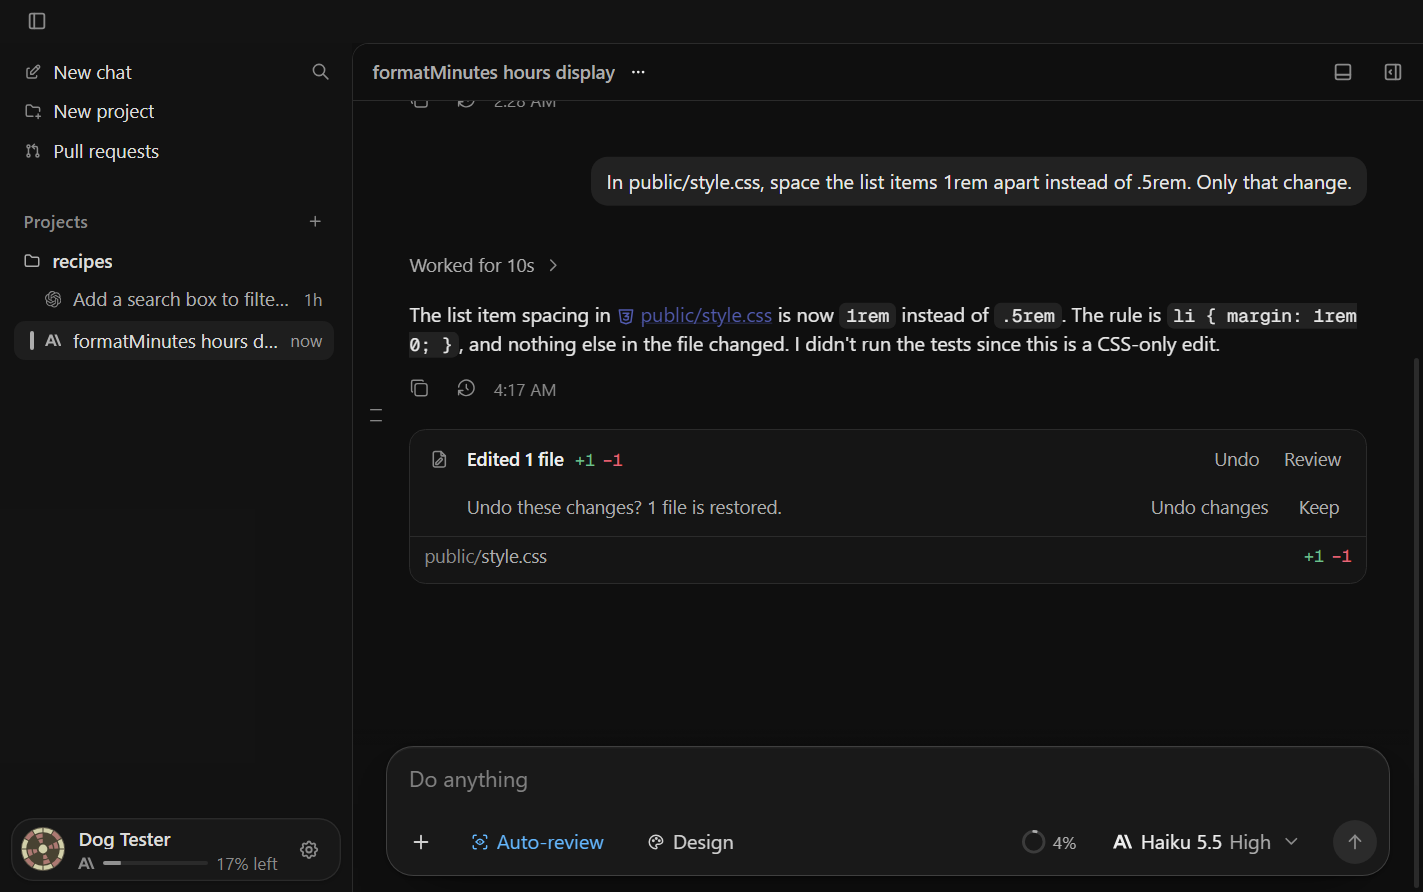 New chat
New project
Pull requests
Projects
recipes
Add a search box to filte... 1h
formatMinutes hours d... now
Dog Tester
17% left
formatMinutes hours display
2:28 AM
In public/style.css, space the list items 1rem apart instead of .5rem. Only that change.
Worked for 10s
The list item spacing in public/style.css is now 1rem instead of .5rem. The rule is li { margin: 1rem
0; }, and nothing else in the file changed. I didn't run the tests since this is a CSS-only edit.
4:17 AM
Edited 1 file +1 −1 Undo Review
Undo these changes? 1 file is restored. Undo changes Keep
public/style.css +1 −1
Do anything
Auto-review Design 4% Haiku 5.5 High